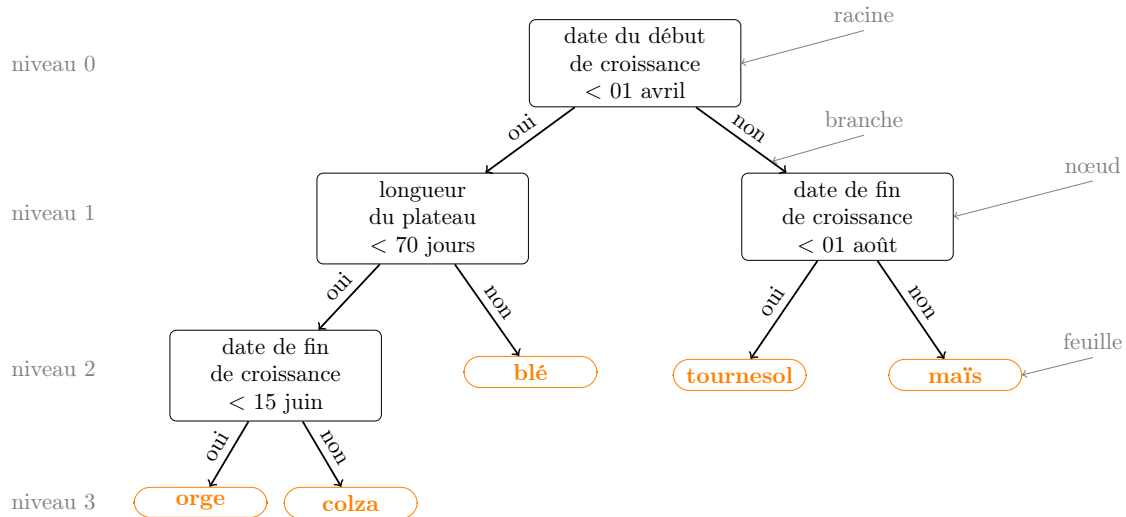 racine
niveau 0
date du début
de croissance
< 01 avril
oui
non
branche
nœud
niveau 1
longueur
du plateau
< 70 jours
date de fin
de croissance
< 01 août
oui
non
oui
non
feuille
niveau 2
date de fin
de croissance
< 15 juin
blé
tournesol
maïs
oui
non
niveau 3
orge
colza